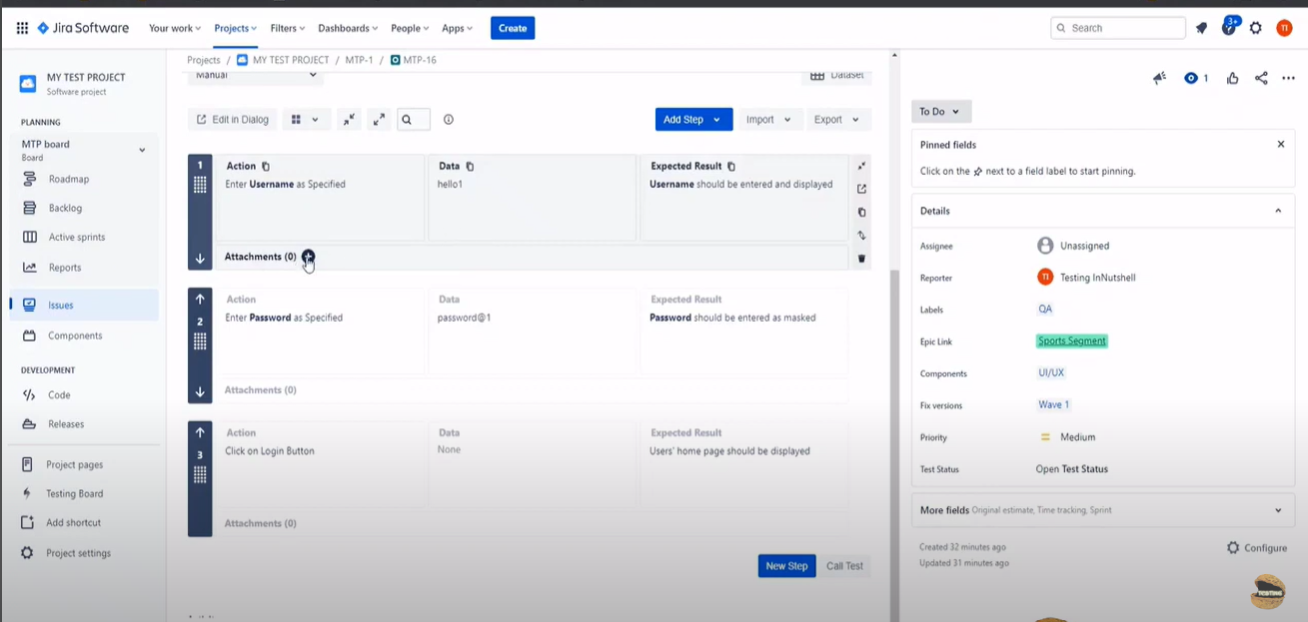 Jira Software
Your work
Projects
Filters
Dashboards
People
Apps
Create
Search
3+
TI
MY TEST PROJECT
Software project
PLANNING
MTP board
Board
Roadmap
Backlog
Active sprints
Reports
Issues
Components
DEVELOPMENT
Code
Releases
Project pages
Testing Board
Add shortcut
Project settings
Projects / MY TEST PROJECT / MTP-1 / MTP-16
Manual
Dataset
Edit in Dialog
Add Step
Import
Export
1
Action
Data
Expected Result
Enter Username as Specified
hello1
Username should be entered and displayed
Attachments (0)
2
Action
Data
Expected Result
Enter Password as Specified
password@1
Password should be entered as masked
Attachments (0)
3
Action
Data
Expected Result
Click on Login Button
None
Users' home page should be displayed
Attachments (0)
New Step
Call Test
1
To Do
Pinned fields
Click on the next to a field label to start pinning.
Details
Assignee
Unassigned
Reporter
TI
Testing InNutshell
Labels
QA
Epic Link
Sports Segment
Components
UI/UX
Fix versions
Wave 1
Priority
Medium
Test Status
Open Test Status
More fields Original estimate, Time tracking, Sprint
Created 32 minutes ago
Updated 31 minutes ago
Configure
TESTING